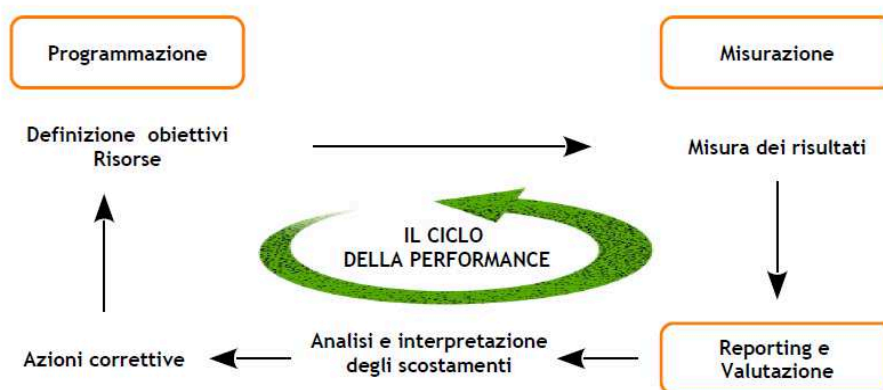 Programmazione
Misurazione
Definizione obiettivi
Risorse
Misura dei risultati
IL CICLO
DELLA PERFORMANCE
Azioni correttive
Analisi e interpretazione
degli scostamenti
Reporting e
Valutazione